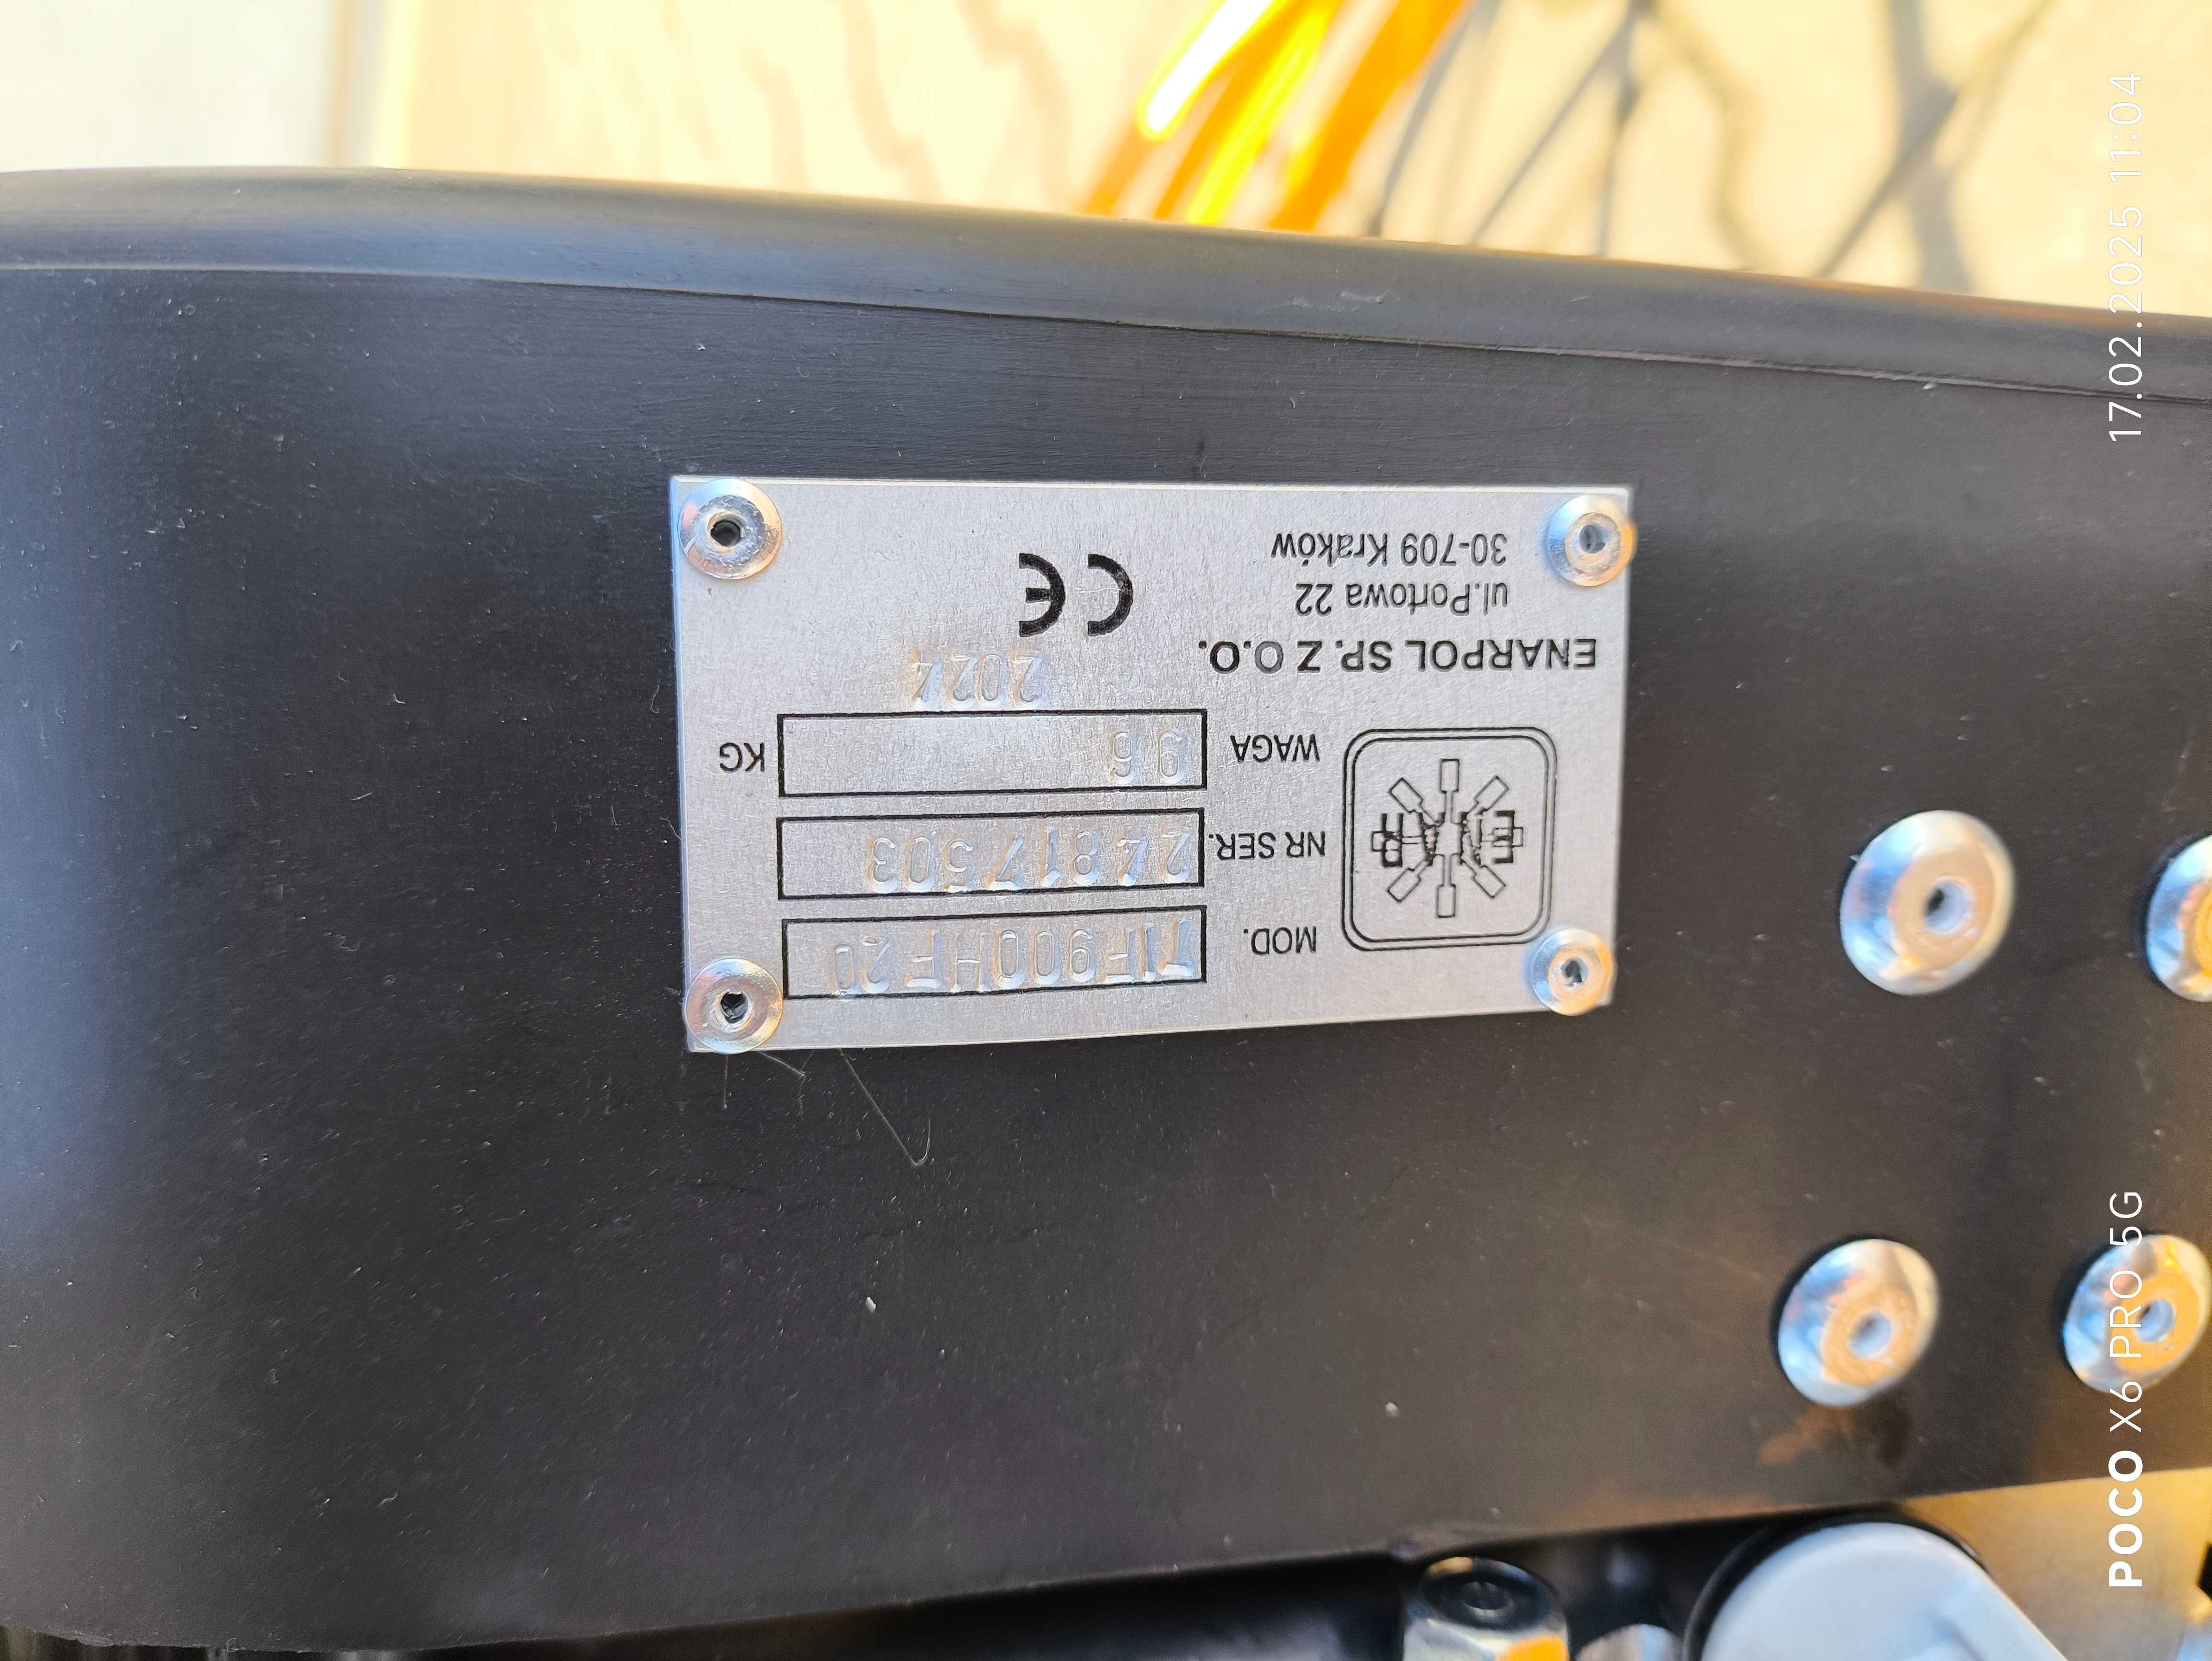 MOD. 71F900HF20
NR SER. 24817503
WAGA 96 KG
2024
ENARPOL SP. Z O.O.
ul.Portowa 22
30-709 Kraków
CE
POCO X6 PRO 5G
17.02.2025 11:04